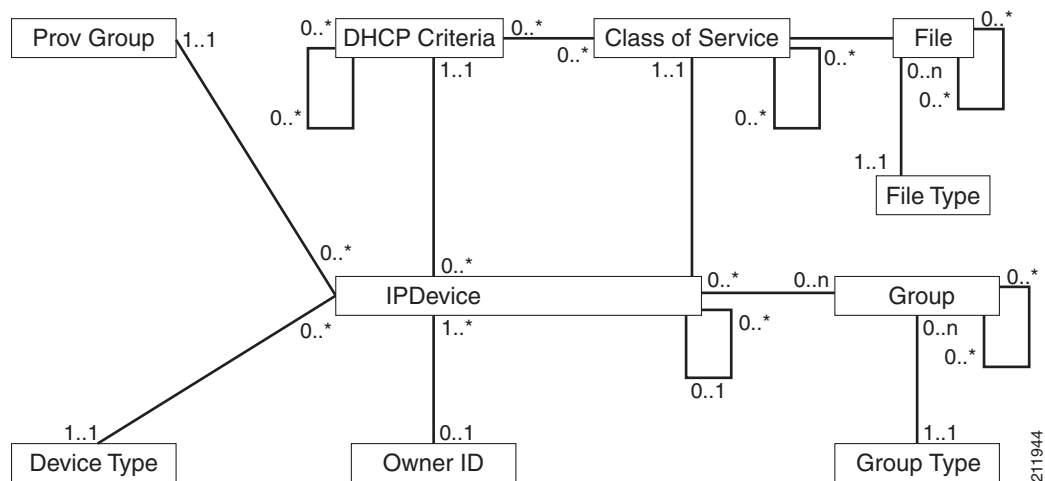 0..*
0..*
0..*
Prov Group
1..1
DHCP Criteria
0..*
Class of Service
0..*
File
1..1
1..1
0..n
0..*
0..*
0..*
1..1
File Type
0..*
0..*
0..*
0..n
0..*
IPDevice
Group
0..*
1..*
0..*
0..n
0..*
0..1
1..1
0..1
1..1
Device Type
Owner ID
Group Type
211944